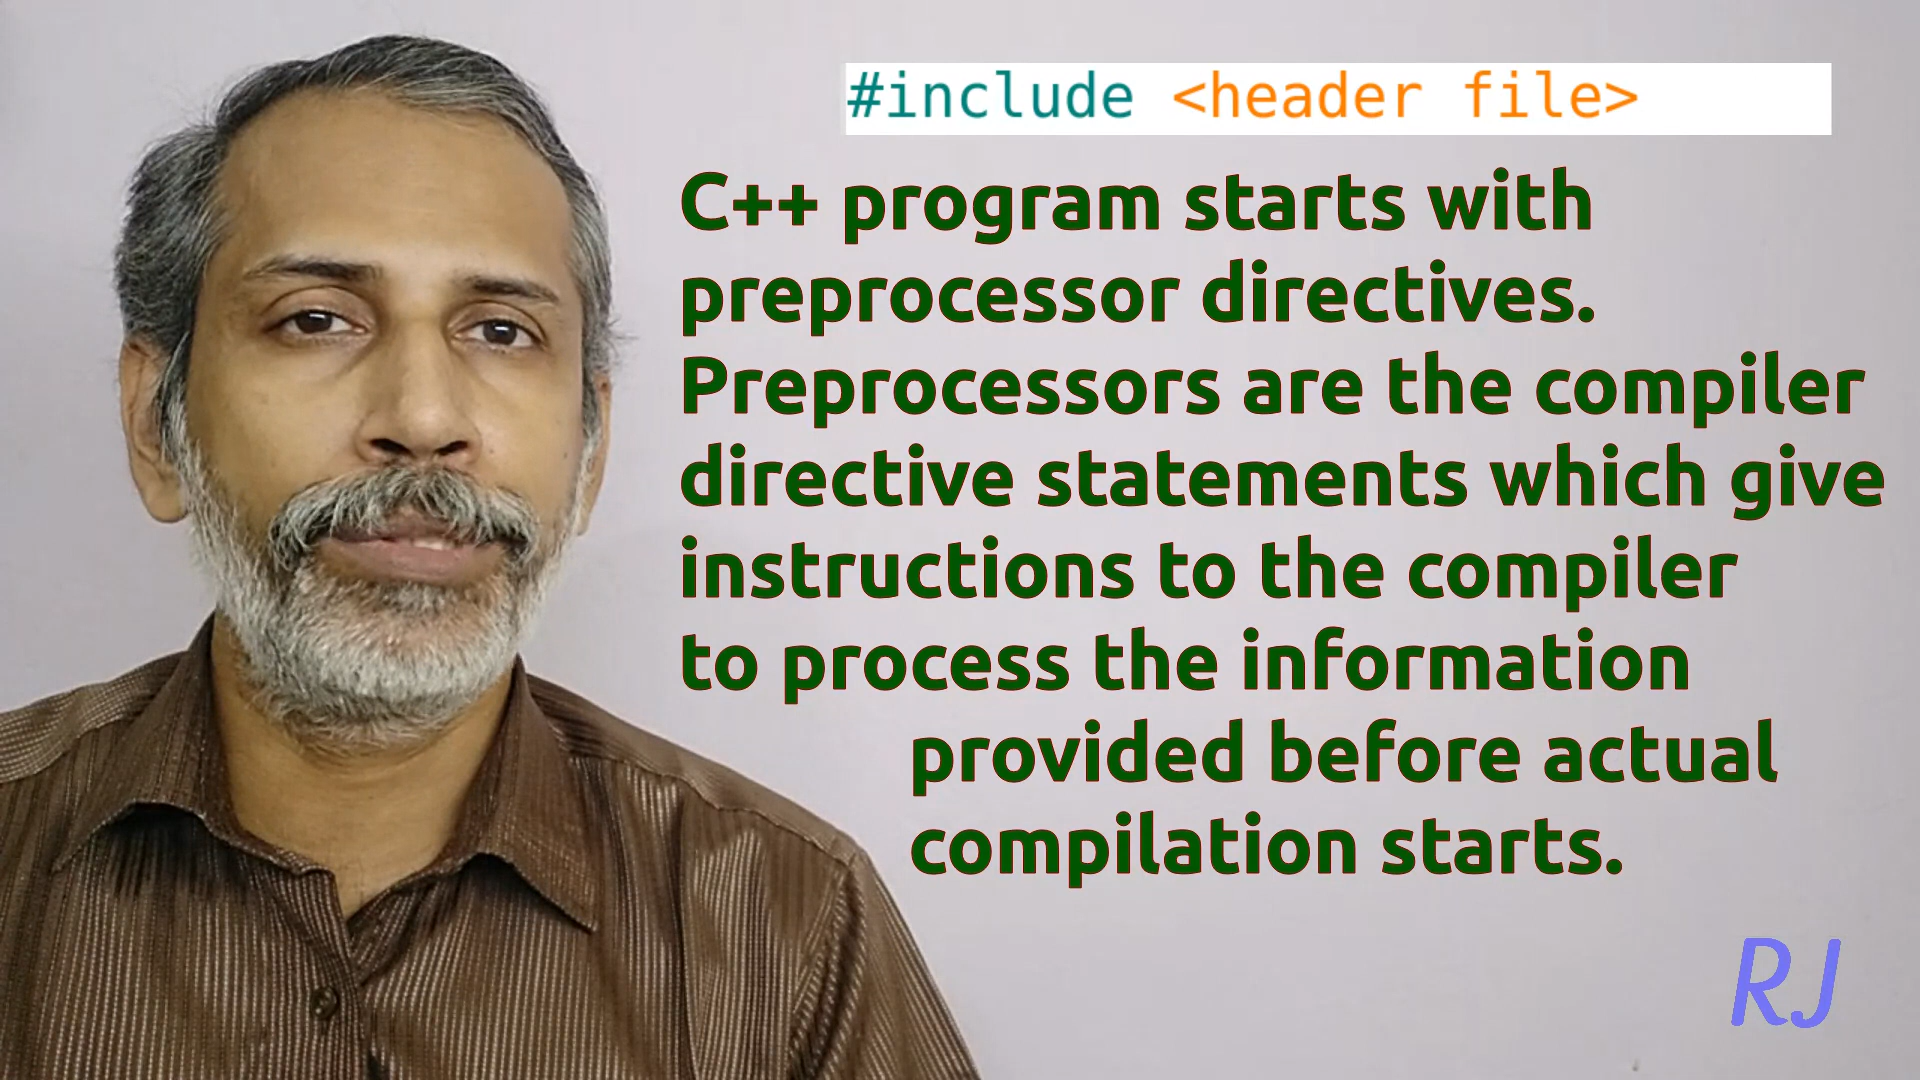 #include <header file>
C++ program starts with
preprocessor directives.
Preprocessors are the compiler
directive statements which give
instructions to the compiler
to process the information
provided before actual
compilation starts.
RJ